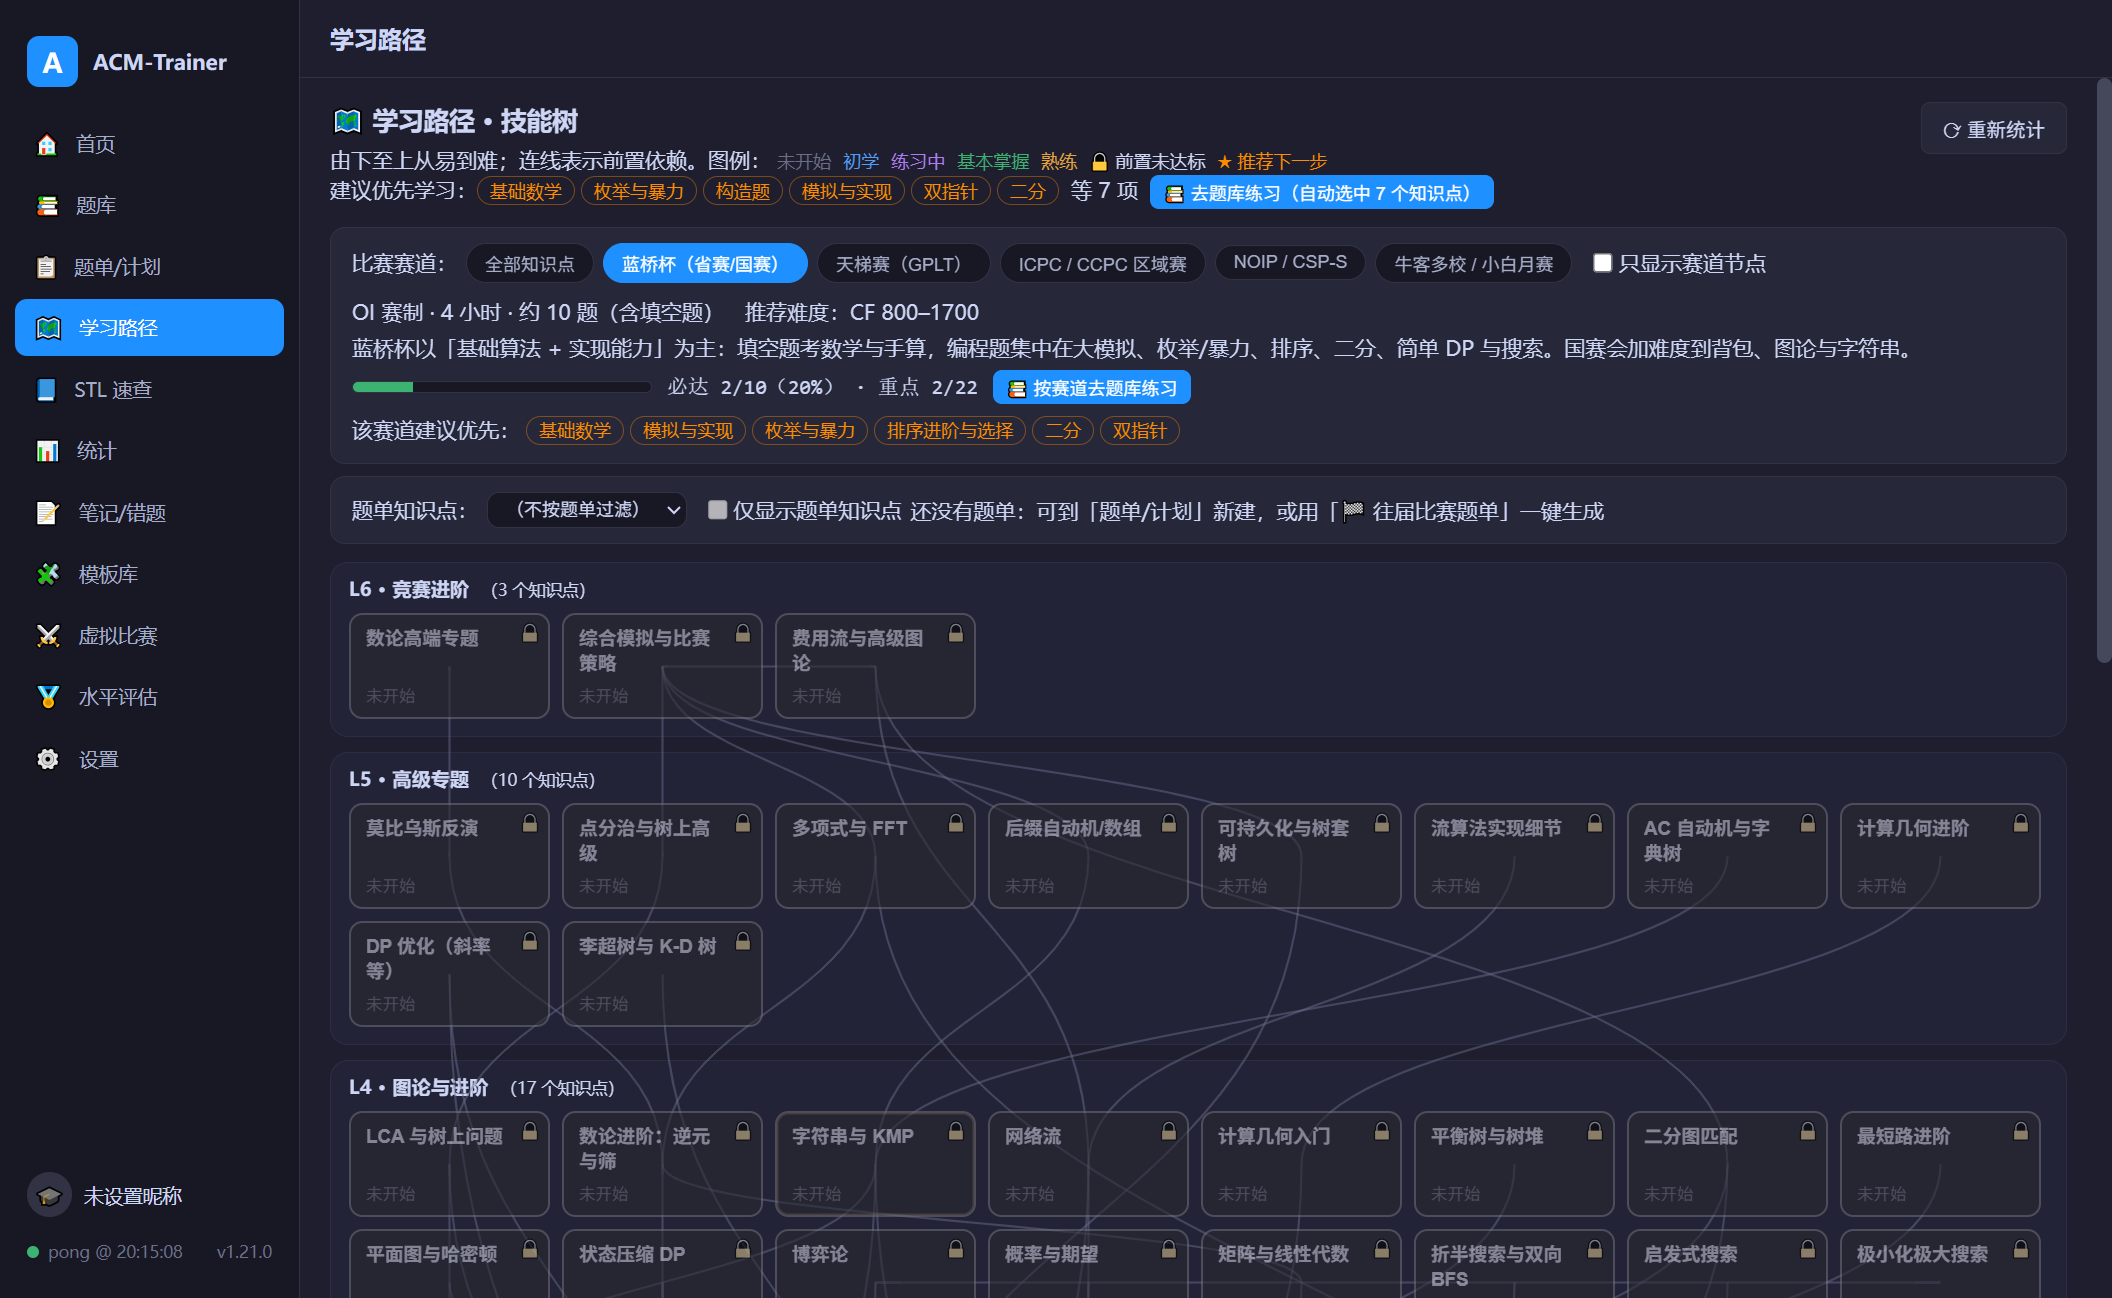 A ACM-Trainer
首页
题库
题单/计划
学习路径
STL 速查
统计
笔记/错题
模板库
虚拟比赛
水平评估
设置
未设置昵称
pong @ 20:15:08 v1.21.0
学习路径
学习路径 • 技能树
重新统计
由下至上从易到难；连线表示前置依赖。图例： 未开始 初学 练习中 基本掌握 熟练 前置未达标 ★ 推荐下一步
建议优先学习： 基础数学 枚举与暴力 构造题 模拟与实现 双指针 二分 等 7 项 去题库练习（自动选中 7 个知识点）
比赛赛道： 全部知识点 蓝桥杯（省赛/国赛） 天梯赛（GPLT） ICPC / CCPC 区域赛 NOIP / CSP-S 牛客多校 / 小白月赛 只显示赛道节点
OI 赛制 · 4 小时 · 约 10 题（含填空题） 推荐难度：CF 800–1700
蓝桥杯以「基础算法 + 实现能力」为主：填空题考数学与手算，编程题集中在大模拟、枚举/暴力、排序、二分、简单 DP 与搜索。国赛会加难度到背包、图论与字符串。
必达 2/10（20%） · 重点 2/22 按赛道去题库练习
该赛道建议优先： 基础数学 模拟与实现 枚举与暴力 排序进阶与选择 二分 双指针
题单知识点： （不按题单过滤） 仅显示题单知识点 还没有题单：可到「题单/计划」新建，或用「🏁 往届比赛题单」一键生成
L6 • 竞赛进阶 (3 个知识点)
数论高端专题
未开始
综合模拟与比赛
策略
未开始
费用流与高级图
论
未开始
L5 • 高级专题 (10 个知识点)
莫比乌斯反演
未开始
点分治与树上高
级
未开始
多项式与 FFT
未开始
后缀自动机/数组
未开始
可持久化与树套
树
未开始
流算法实现细节
未开始
AC 自动机与字
典树
未开始
计算几何进阶
未开始
DP 优化（斜率
等）
未开始
李超树与 K-D 树
未开始
L4 • 图论与进阶 (17 个知识点)
LCA 与树上问题
未开始
数论进阶：逆元
与筛
未开始
字符串与 KMP
未开始
网络流
未开始
计算几何入门
未开始
平衡树与树堆
未开始
二分图匹配
未开始
最短路进阶
未开始
平面图与哈密顿
状态压缩 DP
博弈论
概率与期望
矩阵与线性代数
折半搜索与双向
BFS
启发式搜索
极小化极大搜索